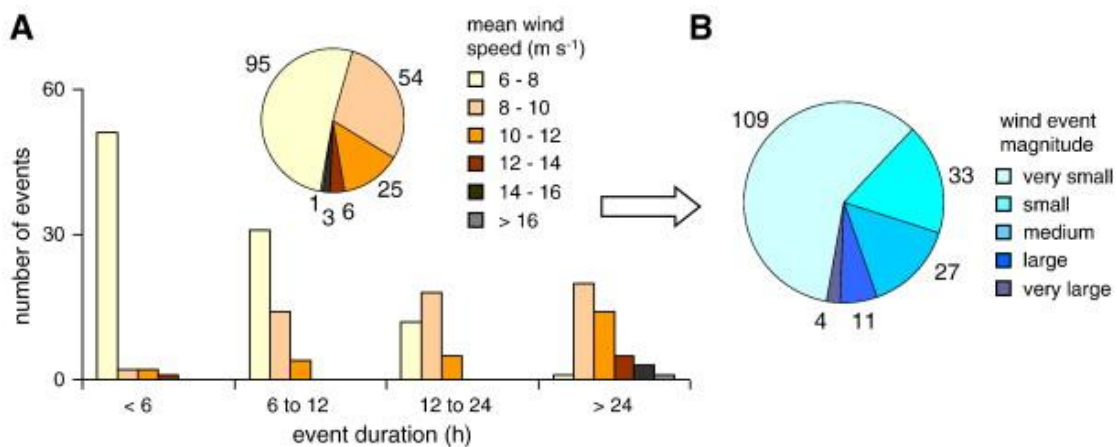 A
mean wind
speed (m s⁻¹)
6 - 8
8 - 10
10 - 12
12 - 14
14 - 16
> 16
95
54
25
6
3
1
60
30
0
number of events
< 6
6 to 12
12 to 24
> 24
event duration (h)
B
109
33
27
11
4
wind event
magnitude
very small
small
medium
large
very large